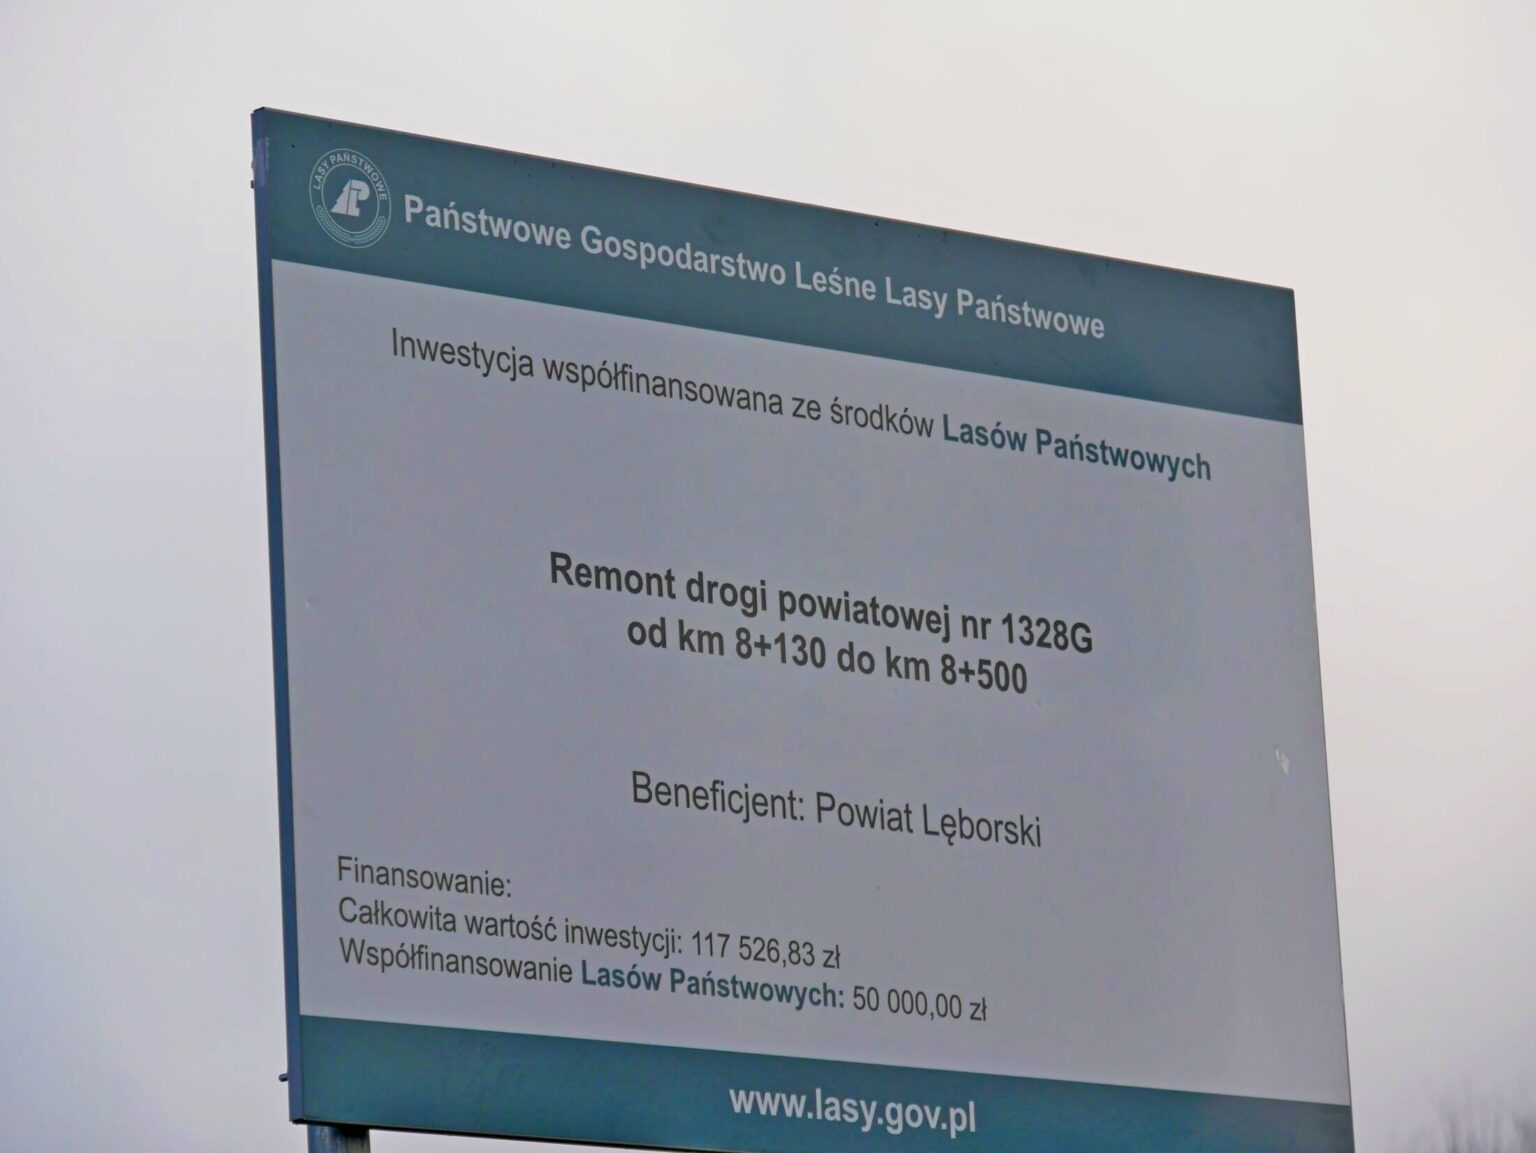 LASY PAŃSTWOWE
Państwowe Gospodarstwo Leśne Lasy Państwowe
Inwestycja współfinansowana ze środków Lasów Państwowych
Remont drogi powiatowej nr 1328G
od km 8+130 do km 8+500
Beneficjent: Powiat Lęborski
Finansowanie:
Całkowita wartość inwestycji: 117 526,83 zł
Współfinansowanie Lasów Państwowych: 50 000,00 zł
www.lasy.gov.pl